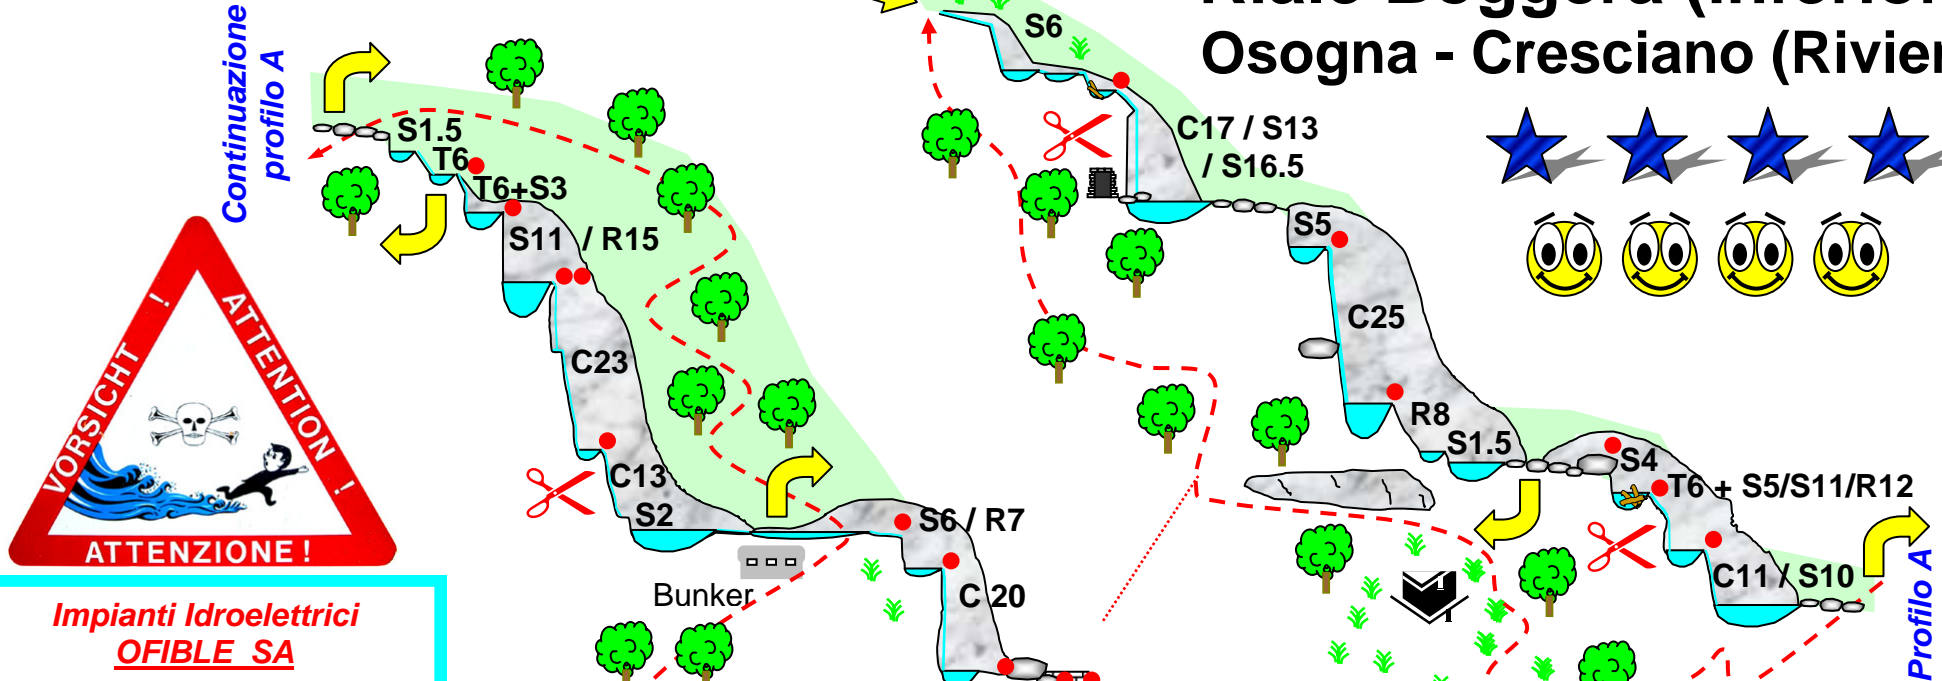 Osogna - Cresciano (Rivier
Continuazione
profilo A
S1.5
T6
T6+S3
S11 / R15
C23
C13
S2
Bunker
S6 / R7
C 20
S6
C17 / S13
/ S16.5
S5
C25
R8
S1.5
S4
T6 + S5/S11/R12
C11 / S10
Profilo A
VORSICHT !
ATTENTION !
ATTENZIONE !
Impianti Idroelettrici
OFIBLE SA